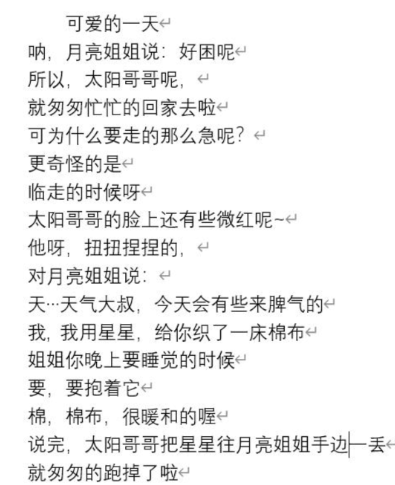 可爱的一天
呐，月亮姐姐说：好困呢
所以，太阳哥哥呢，
就匆匆忙忙的回家去啦
可为什么要走的那么急呢？
更奇怪的是
临走的时候呀
太阳哥哥的脸上还有些微红呢~
他呀，扭扭捏捏的，
对月亮姐姐说：
天…天气大叔，今天会有些来脾气的
我, 我用星星，给你织了一床棉布
姐姐你晚上要睡觉的时候
要，要抱着它
棉，棉布，很暖和的喔
说完，太阳哥哥把星星往月亮姐姐手边一丢
就匆匆的跑掉了啦